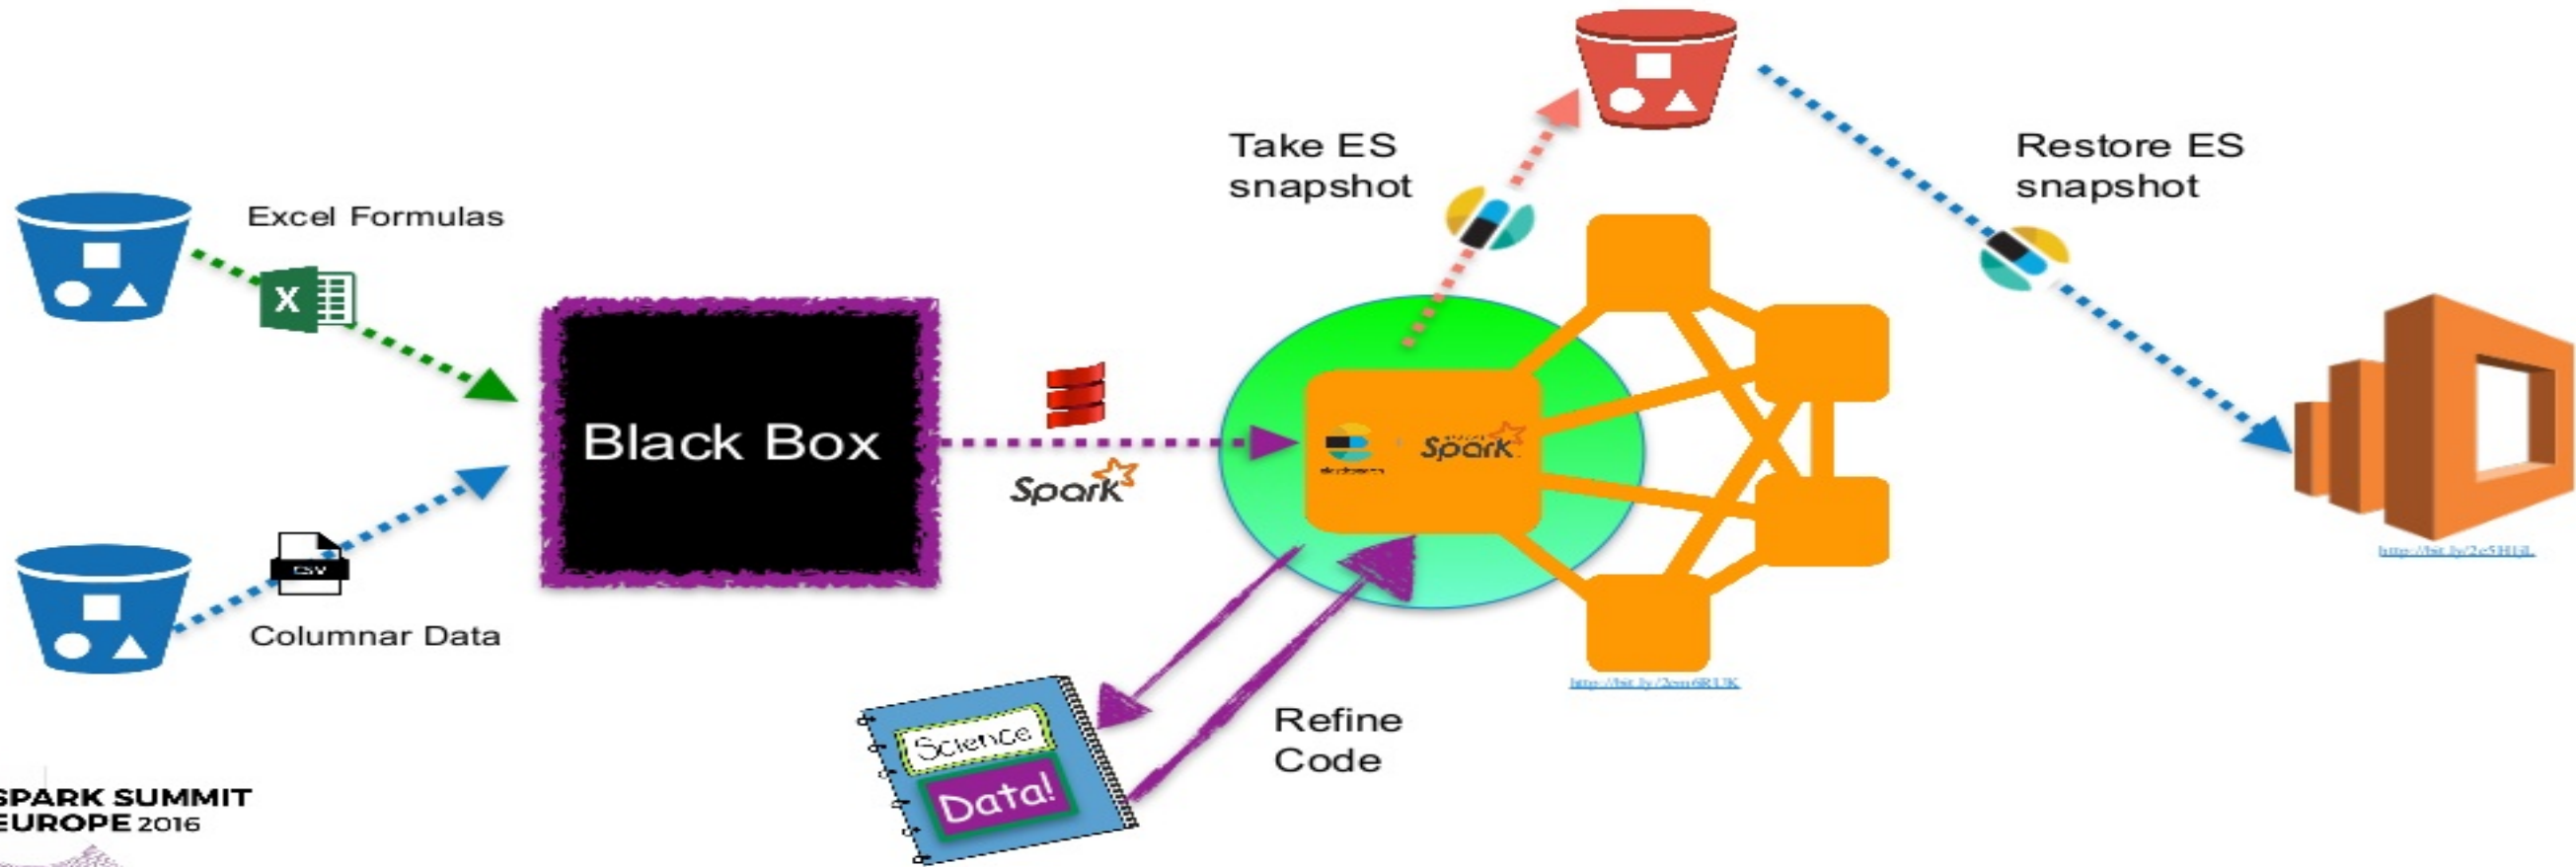 Take ES
snapshot
Restore ES
snapshot
Excel Formulas
X
Black Box
Spark
Spark
CSV
Columnar Data
Refine
Code
Science
Data!
SPARK SUMMIT
EUROPE 2016